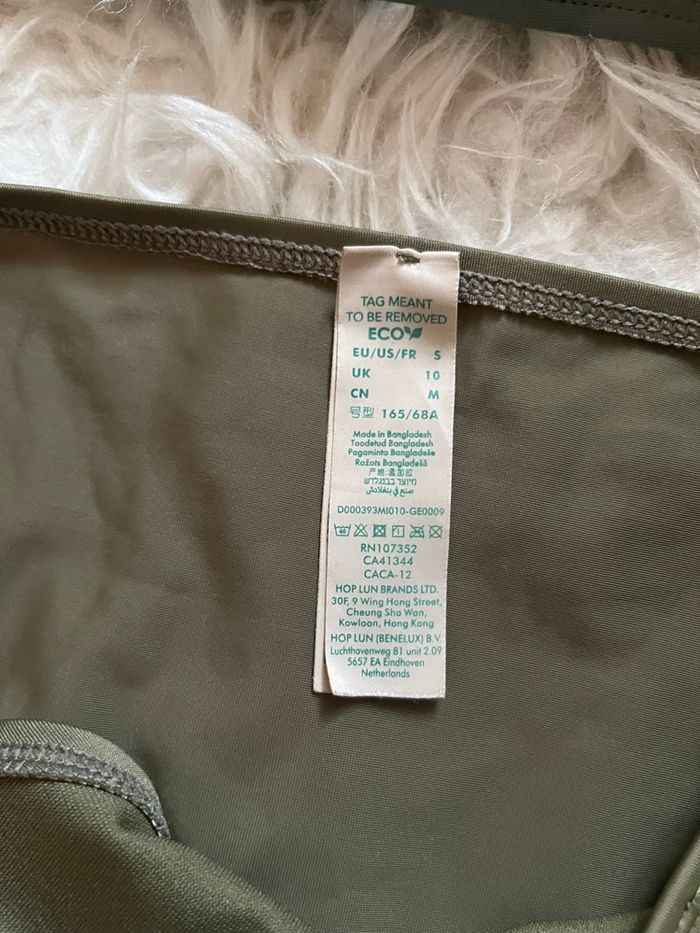 TAG MEANT
TO BE REMOVED
ECO
EU/US/FR S
UK 10
CN M
号型 165/68A
Made in Bangladesh
Toodetud Bangladesh
Pagaminta Bangladeše
Ražots Bangladešā
产地:孟加拉
מיוצר בבנגלדש
صنع في بنغلادش
D000393MI010-GE0009
40
RN107352
CA41344
CACA-12
HOP LUN BRANDS LTD.
30F, 9 Wing Hong Street,
Cheung Sha Wan,
Kowloon, Hong Kong
HOP LUN (BENELUX) B.V.
Luchthavenweg 81 unit 2.09
5657 EA Eindhoven
Netherlands